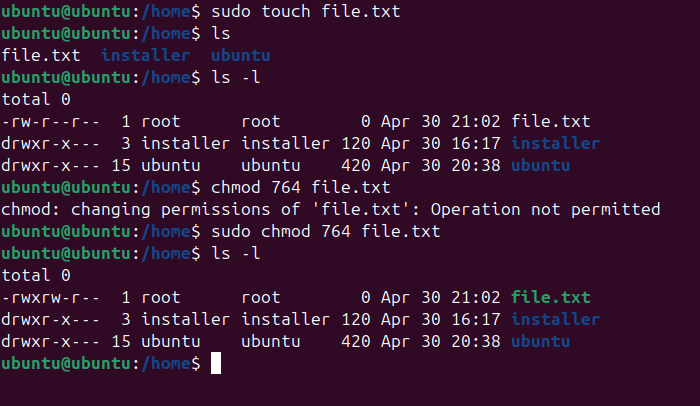 ubuntu@ubuntu:/home$ sudo touch file.txt
ubuntu@ubuntu:/home$ ls
file.txt  installer  ubuntu
ubuntu@ubuntu:/home$ ls -l
total 0
-rw-r--r--  1 root      root        0 Apr 30 21:02 file.txt
drwxr-x---  3 installer installer 120 Apr 30 16:17 installer
drwxr-x--- 15 ubuntu    ubuntu    420 Apr 30 20:38 ubuntu
ubuntu@ubuntu:/home$ chmod 764 file.txt
chmod: changing permissions of 'file.txt': Operation not permitted
ubuntu@ubuntu:/home$ sudo chmod 764 file.txt
ubuntu@ubuntu:/home$ ls -l
total 0
-rwxrw-r--  1 root      root        0 Apr 30 21:02 file.txt
drwxr-x---  3 installer installer 120 Apr 30 16:17 installer
drwxr-x--- 15 ubuntu    ubuntu    420 Apr 30 20:38 ubuntu
ubuntu@ubuntu:/home$